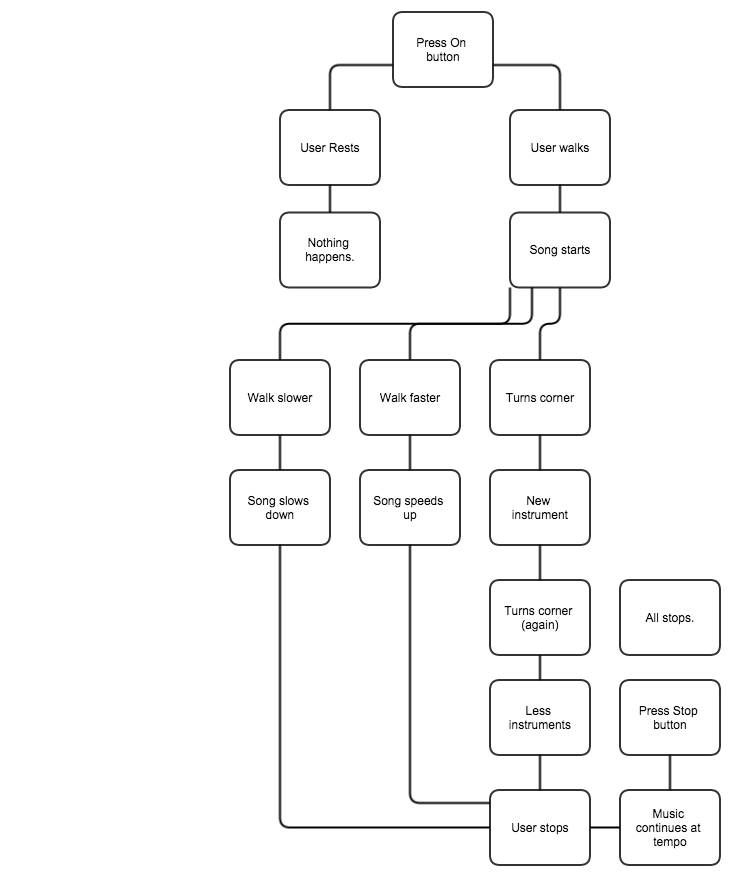 Press On
button
User Rests
User walks
Nothing
happens.
Song starts
Walk slower
Walk faster
Turns corner
Song slows
down
Song speeds
up
New
instrument
Turns corner
(again)
All stops.
Less
instruments
Press Stop
button
User stops
Music
continues at
tempo